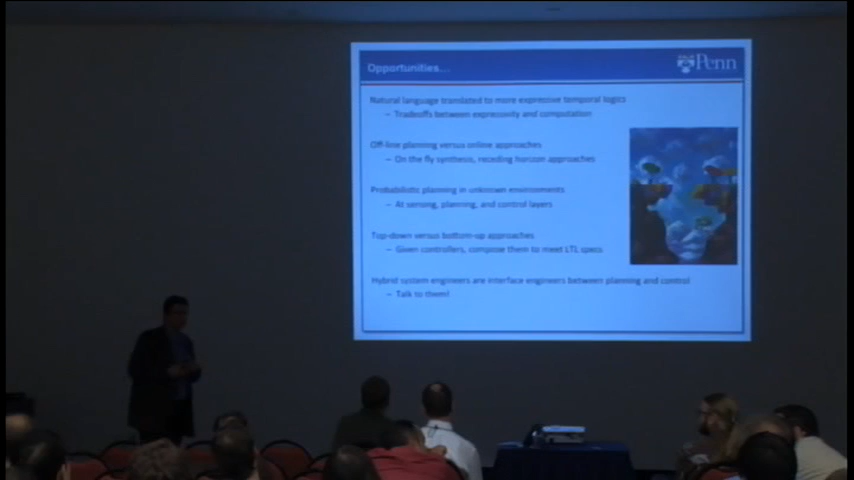 Opportunities...
Penn
Natural language translated to more expressive temporal logics
– Tradeoffs between expressivity and computation
Off-line planning versus online approaches
– On the fly synthesis, receding horizon approaches
Probabilistic planning in unknown environments
– At sensing, planning, and control layers
Top-down versus bottom-up approaches
– Given controllers, compose them to meet LTL specs
Hybrid system engineers are interface engineers between planning and control
– Talk to them!